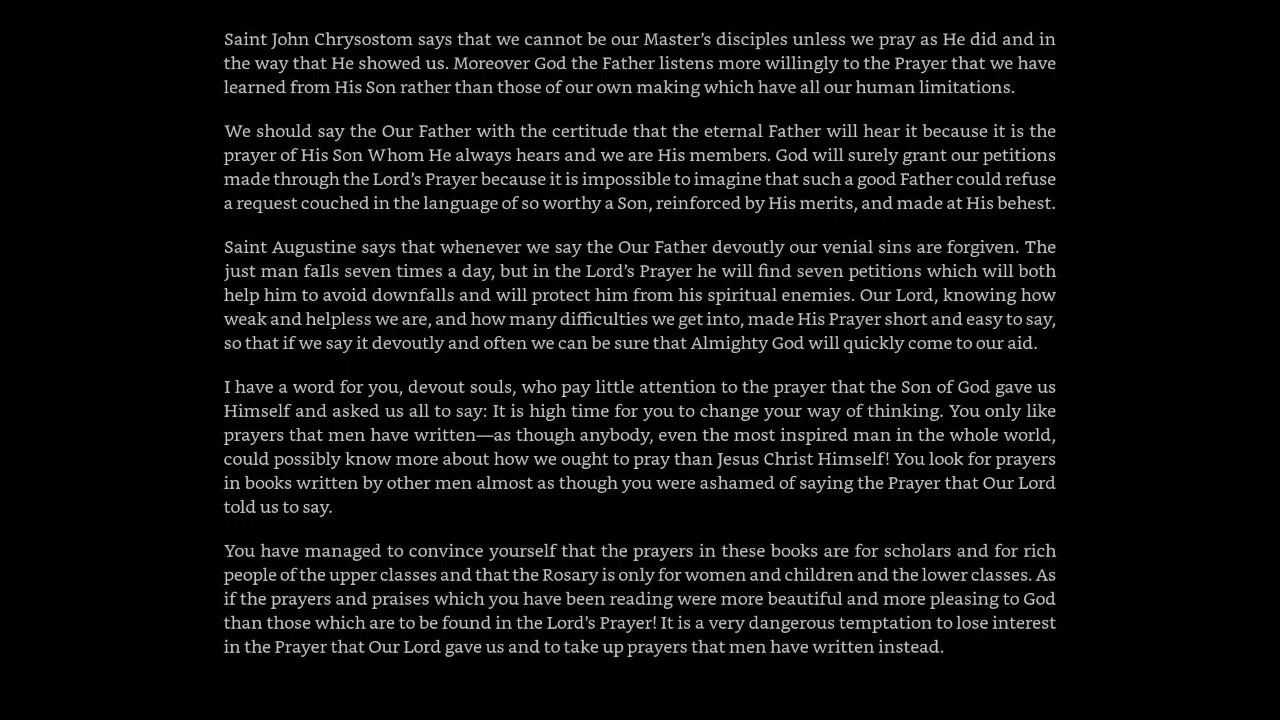 Saint John Chrysostom says that we cannot be our Master’s disciples unless we pray as He did and in
the way that He showed us. Moreover God the Father listens more willingly to the Prayer that we have
learned from His Son rather than those of our own making which have all our human limitations.
We should say the Our Father with the certitude that the eternal Father will hear it because it is the
prayer of His Son Whom He always hears and we are His members. God will surely grant our petitions
made through the Lord’s Prayer because it is impossible to imagine that such a good Father could refuse
a request couched in the language of so worthy a Son, reinforced by His merits, and made at His behest.
Saint Augustine says that whenever we say the Our Father devoutly our venial sins are forgiven. The
just man faIls seven times a day, but in the Lord’s Prayer he will find seven petitions which will both
help him to avoid downfalls and will protect him from his spiritual enemies. Our Lord, knowing how
weak and helpless we are, and how many difficulties we get into, made His Prayer short and easy to say,
so that if we say it devoutly and often we can be sure that Almighty God will quickly come to our aid.
I have a word for you, devout souls, who pay little attention to the prayer that the Son of God gave us
Himself and asked us all to say: It is high time for you to change your way of thinking. You only like
prayers that men have written—as though anybody, even the most inspired man in the whole world,
could possibly know more about how we ought to pray than Jesus Christ Himself! You look for prayers
in books written by other men almost as though you were ashamed of saying the Prayer that Our Lord
told us to say.
You have managed to convince yourself that the prayers in these books are for scholars and for rich
people of the upper classes and that the Rosary is only for women and children and the lower classes. As
if the prayers and praises which you have been reading were more beautiful and more pleasing to God
than those which are to be found in the Lord’s Prayer! It is a very dangerous temptation to lose interest
in the Prayer that Our Lord gave us and to take up prayers that men have written instead.